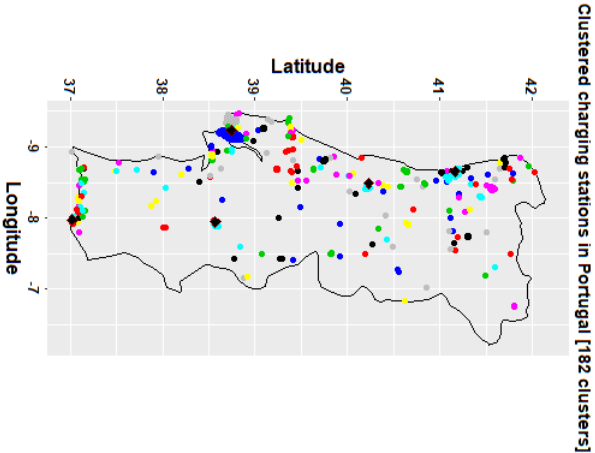 Clustered charging stations in Portugal [182 clusters]
Latitude
37 38 39 40 41 42
-9
-8
-7
Longitude